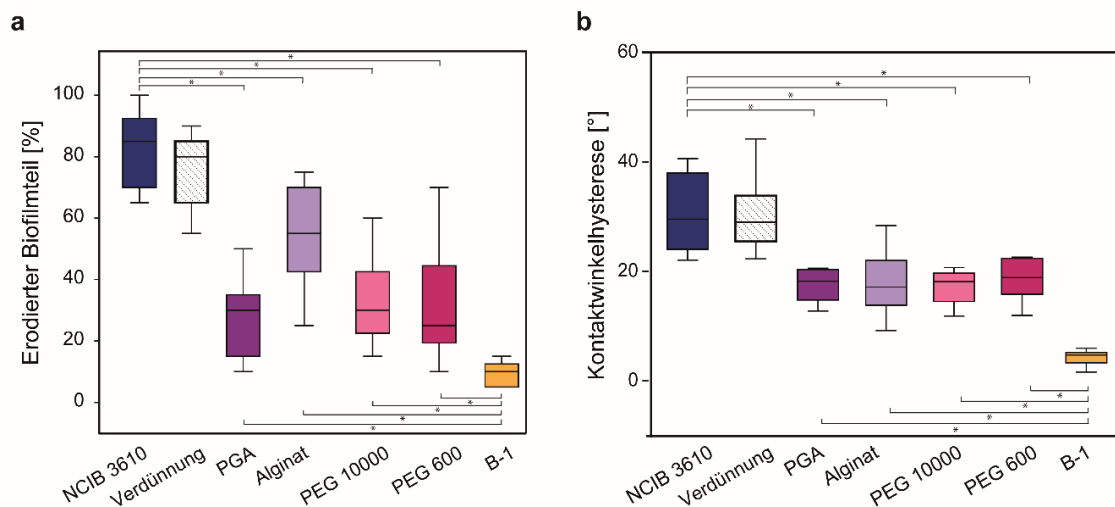 a
Erodierter Biofilmteil [%]
100
80
60
40
20
0
*
*
*
*
*
*
*
*
NCIB 3610
Verdünnung
PGA
Alginat
PEG 10000
PEG 600
B-1
b
Kontaktwinkelhysterese [°]
60
40
20
0
*
*
*
*
*
*
*
*
NCIB 3610
Verdünnung
PGA
Alginat
PEG 10000
PEG 600
B-1